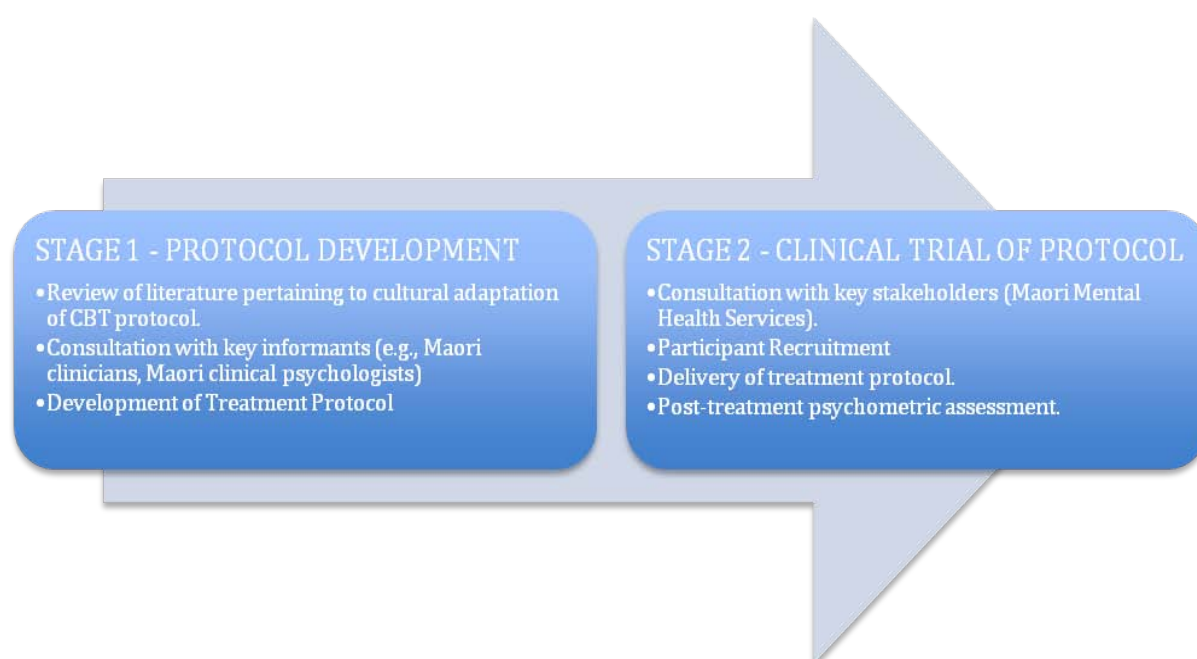 STAGE 1 - PROTOCOL DEVELOPMENT
•Review of literature pertaining to cultural adaptation
of CBT protocol.
•Consultation with key informants (e.g., Maori
clinicians, Maori clinical psychologists)
•Development of Treatment Protocol
STAGE 2 - CLINICAL TRIAL OF PROTOCOL
•Consultation with key stakeholders (Maori Mental
Health Services).
•Participant Recruitment
•Delivery of treatment protocol.
•Post-treatment psychometric assessment.